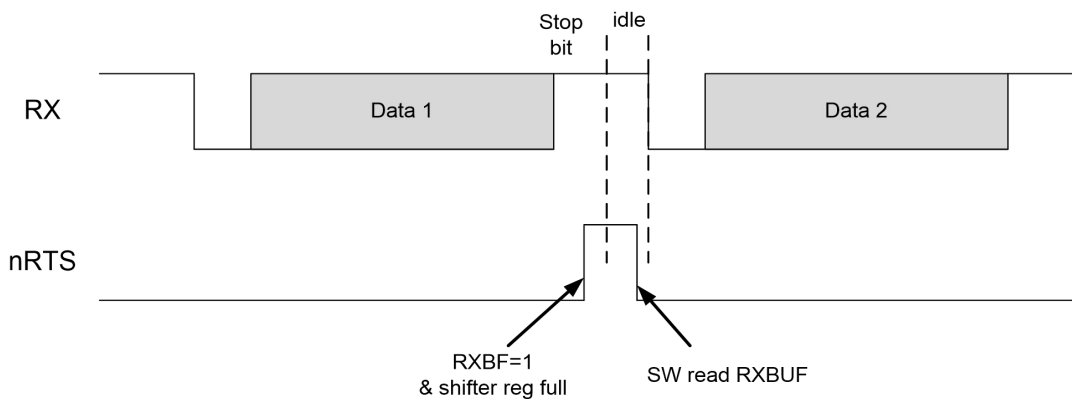 Stop
bit
idle
RX
Data 1
Data 2
nRTS
RXBF=1
& shifter reg full
SW read RXBUF